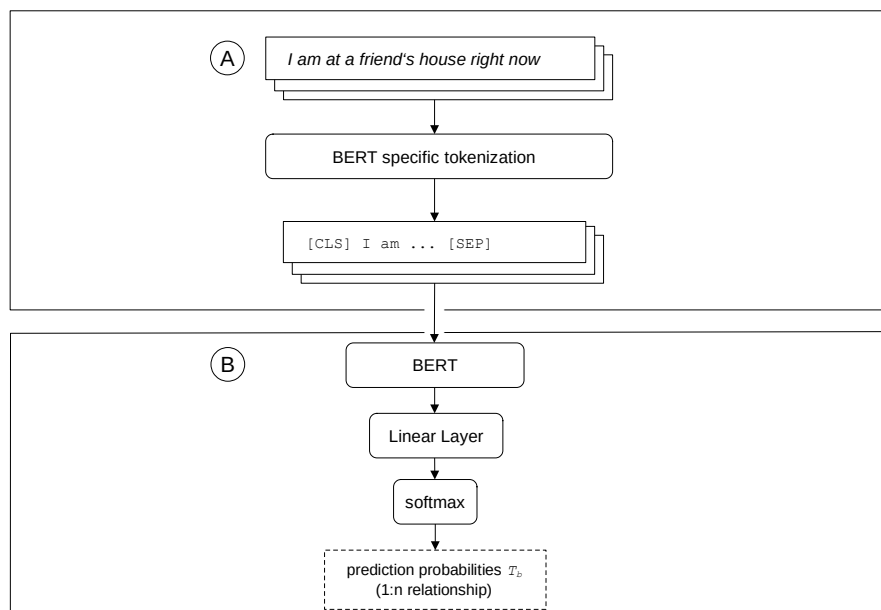 A
I am at a friend‘s house right now
BERT specific tokenization
[CLS] I am ... [SEP]
B
BERT
Linear Layer
softmax
prediction probabilities T_b
(1:n relationship)